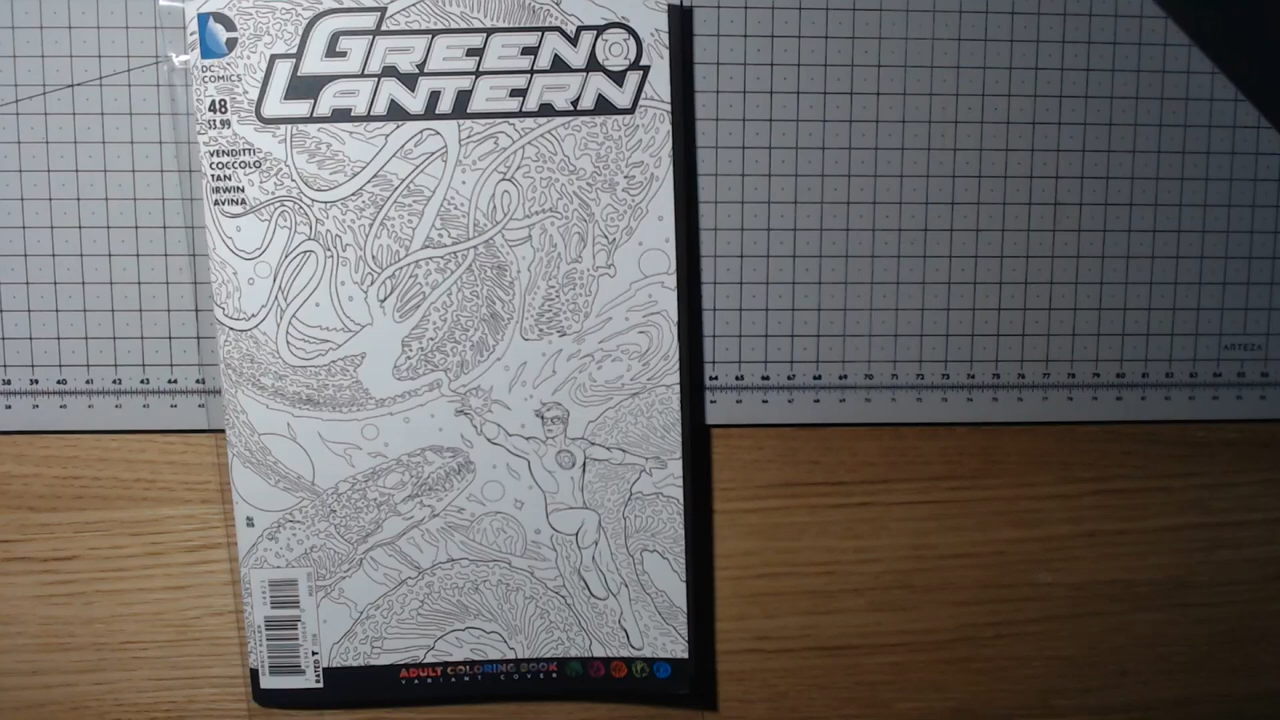 DC
COMICS
GREEN
LANTERN
48
$3.99
VENDITTI
COCCOLO
TAN
IRWIN
AVINA
ARTEZA
38 39 40 41 42 43 44 45
64 65 66 67 68 69 70 71 72 73 74 75 76 77 78 79 80 81 82 83 84 85 86
RATED T
ADULT COLORING BOOK
VARIANT COVER